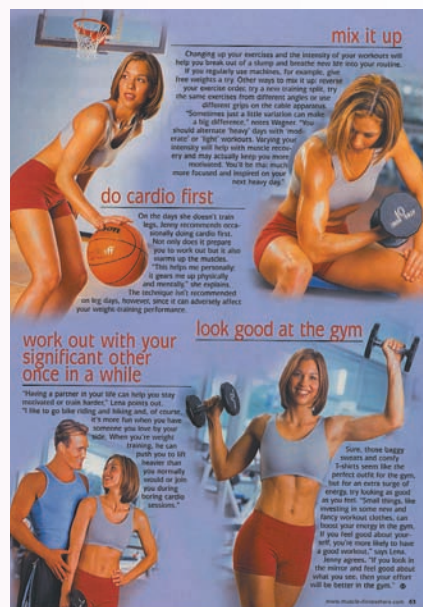 mix it up
Changing up your exercises and the intensity of your workouts will
help you break out of a slump and breathe new life into your routine.
If you regularly use machines, for example, give
free weights a try. Other ways to mix it up: reverse
your exercise order, try a new training split, try
the same exercises from different angles or use
different grips on the cable apparatus.
"Sometimes just a little variation can make
a big difference," notes Wagner. "You
should alternate 'heavy' days with 'mod-
erate' or 'light' workouts. Varying your
intensity will help with muscle recov-
ery and may actually keep you more
motivated. You'll be that much
more focused and inspired on your
next heavy day."
do cardio first
On the days she doesn't train
legs, Jenny recommends occa-
sionally doing cardio first.
Not only does it prepare
you to work out but it also
warms up the muscles.
"This helps me personally:
it gears me up physically
and mentally," she explains.
The technique isn't recommended
on leg days, however, since it can adversely affect
your weight-training performance.
work out with your
significant other
once in a while
"Having a partner in your life can help you stay
motivated or train harder," Lena points out.
"I like to go bike riding and hiking and, of course,
it's more fun when you have
someone you love by your
side. When you're weight
training, he can
push you to lift
heavier than
you normally
would or join
you during
boring cardio
sessions."
look good at the gym
Sure, those baggy
sweats and comfy
T-shirts seem like the
perfect outfit for the gym,
but for an extra surge of
energy, try looking as good
as you feel. "Small things, like
investing in some new and
fancy workout clothes, can
boost your energy in the gym.
If you feel good about your-
self, you're more likely to have
a good workout," says Lena.
Jenny agrees. "If you look in
the mirror and feel good about
what you see, then your effort
will be better in the gym."